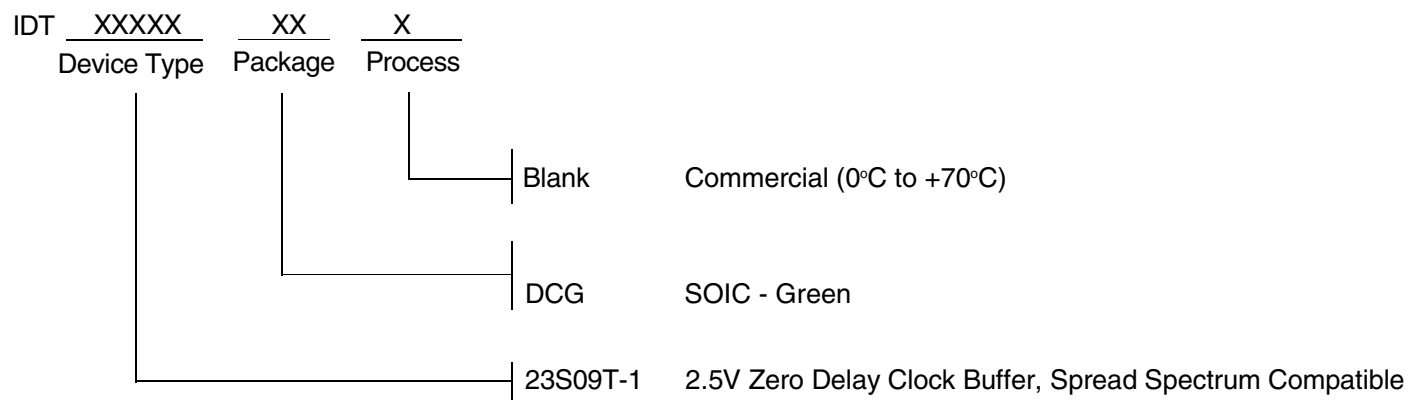 IDT XXXXX XX X
Device Type Package Process
Blank Commercial (0°C to +70°C)
DCG SOIC - Green
23S09T-1 2.5V Zero Delay Clock Buffer, Spread Spectrum Compatible